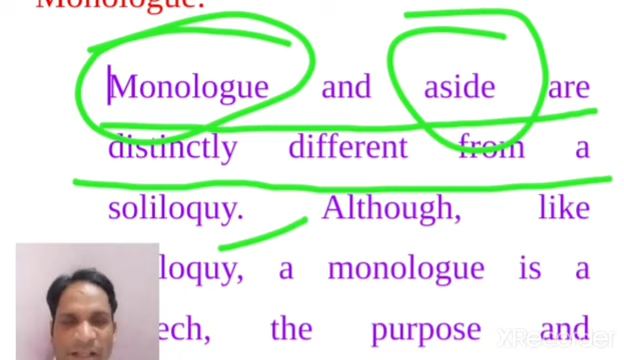 Monologue:
Monologue and aside are
distinctly different from a
soliloquy. Although, like
loquy, a monologue is a
ech, the purpose and
XRecorder